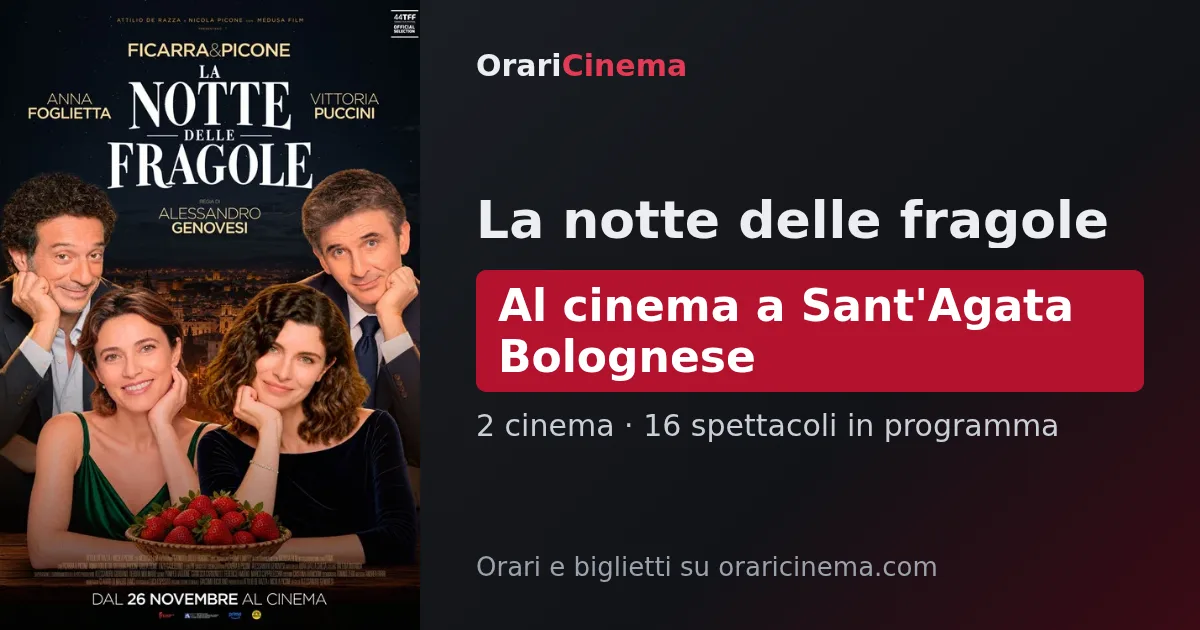 ATTILIO DE RAZZA E NICOLA PICONE CON MEDUSA FILM
44TFF
OFFICIAL
SELECTION
FICARRA&PICONE
LA
NOTTE
DELLE
FRAGOLE
ANNA
FOGLIETTA
VITTORIA
PUCCINI
REGIA DI
ALESSANDRO
GENOVESI
DAL 26 NOVEMBRE AL CINEMA
OrariCinema
La notte delle fragole
Al cinema a Sant'Agata
Bolognese
2 cinema · 16 spettacoli in programma
Orari e biglietti su oraricinema.com